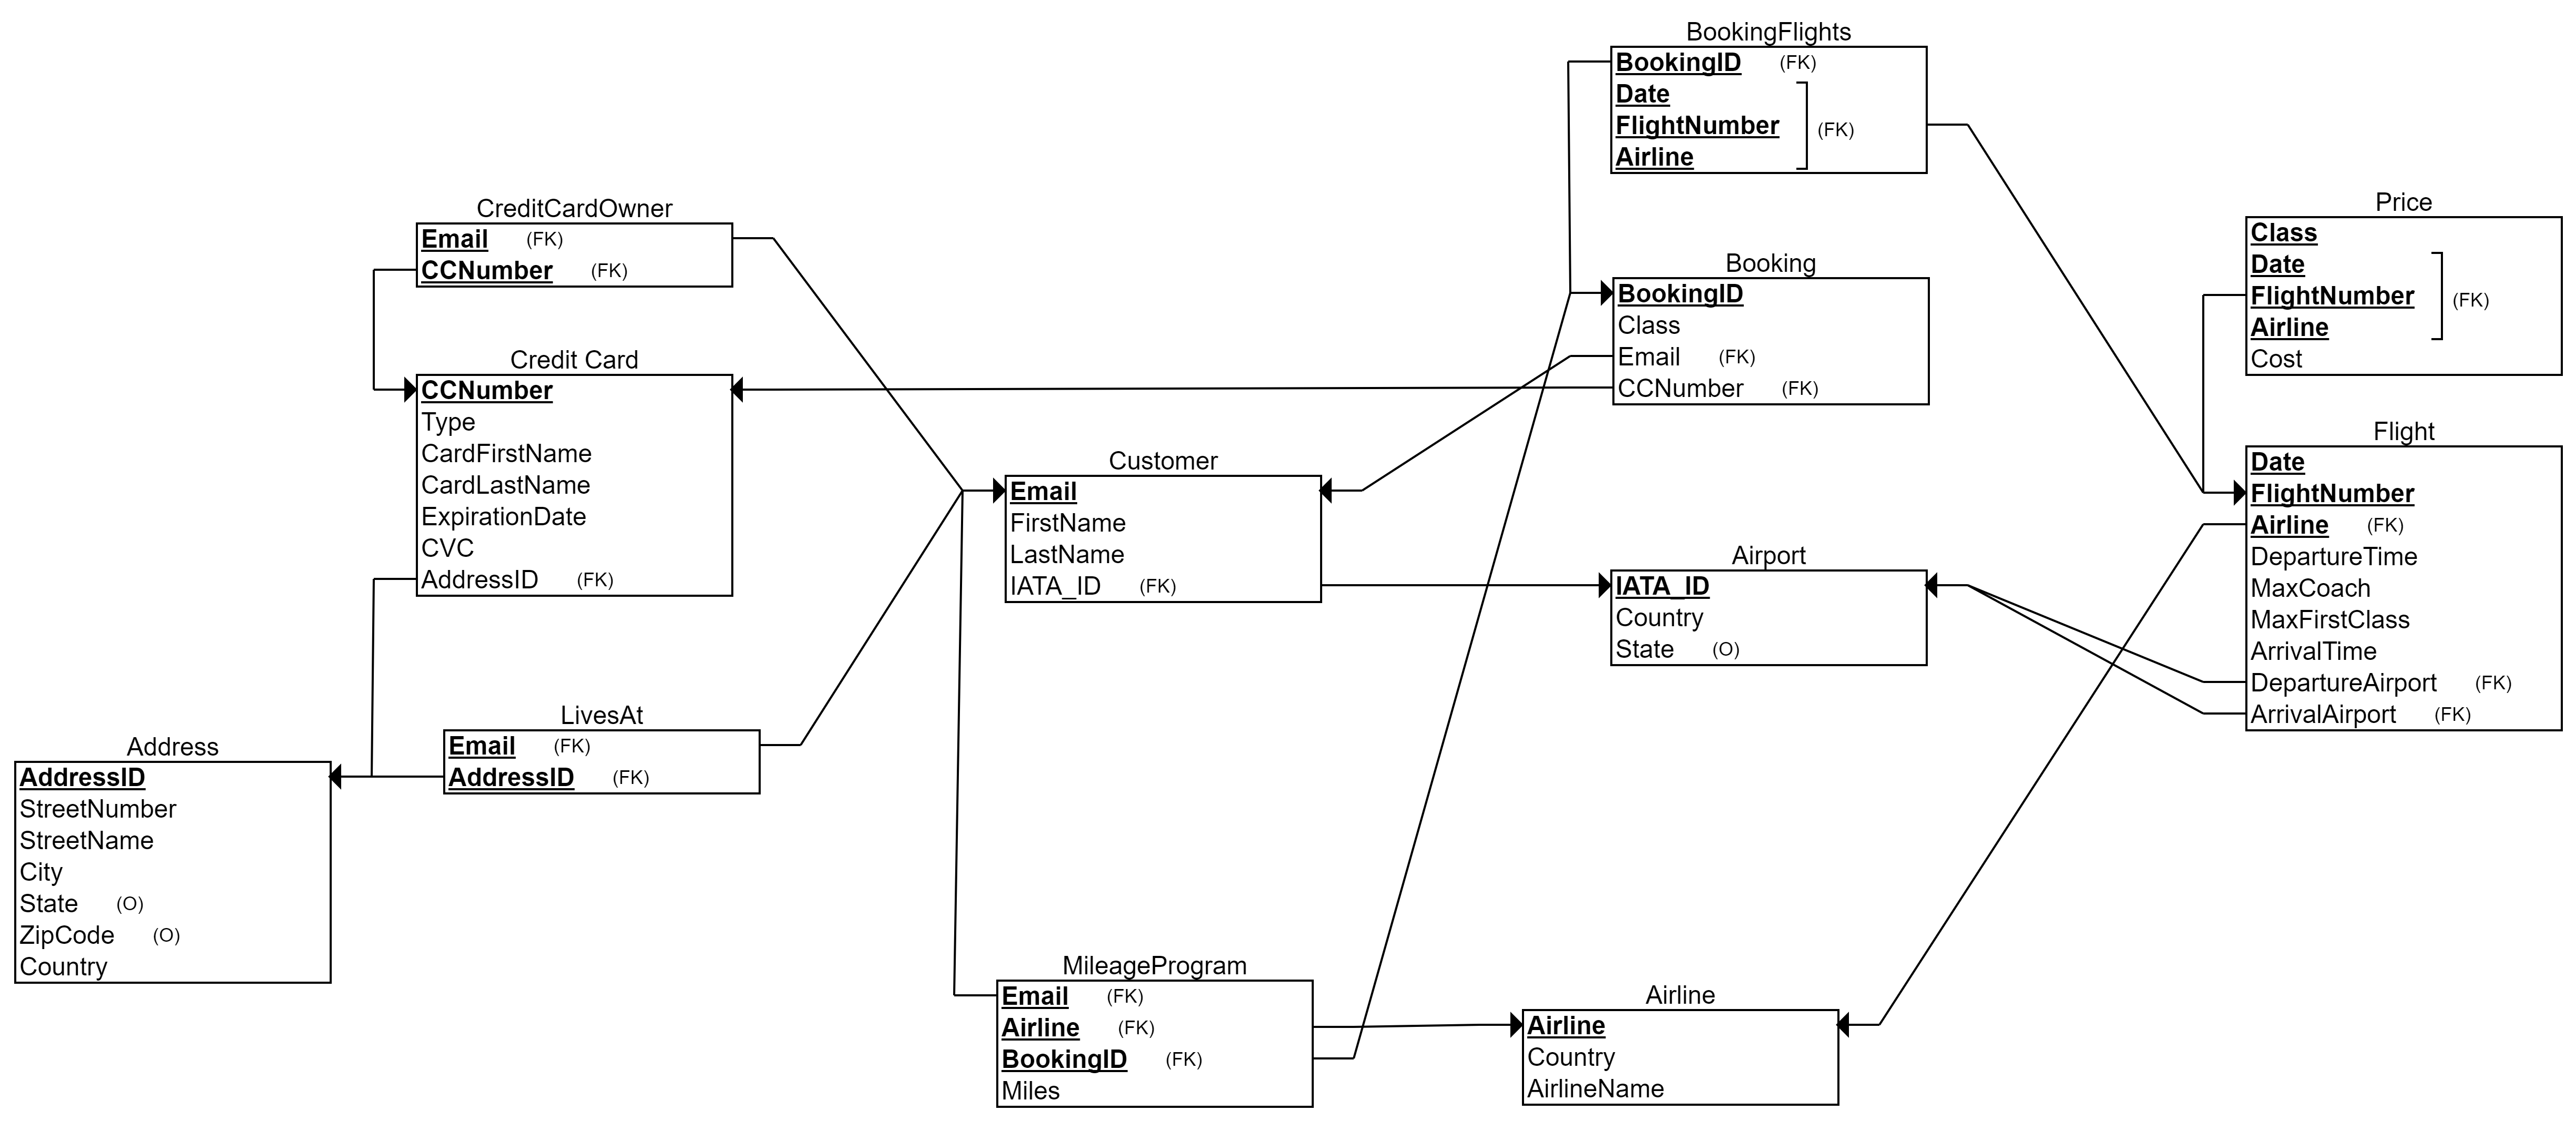 BookingFlights
BookingID (FK)
Date
FlightNumber (FK)
Airline
CreditCardOwner
Email (FK)
CCNumber (FK)
Price
Class
Date
FlightNumber (FK)
Airline
Cost
Booking
BookingID
Class
Email (FK)
CCNumber (FK)
Credit Card
CCNumber
Type
CardFirstName
CardLastName
ExpirationDate
CVC
AddressID (FK)
Flight
Date
FlightNumber
Airline (FK)
DepartureTime
MaxCoach
MaxFirstClass
ArrivalTime
DepartureAirport (FK)
ArrivalAirport (FK)
Customer
Email
FirstName
LastName
IATA_ID (FK)
Airport
IATA_ID
Country
State (O)
LivesAt
Email (FK)
AddressID (FK)
Address
AddressID
StreetNumber
StreetName
City
State (O)
ZipCode (O)
Country
MileageProgram
Email (FK)
Airline (FK)
BookingID (FK)
Miles
Airline
Airline
Country
AirlineName